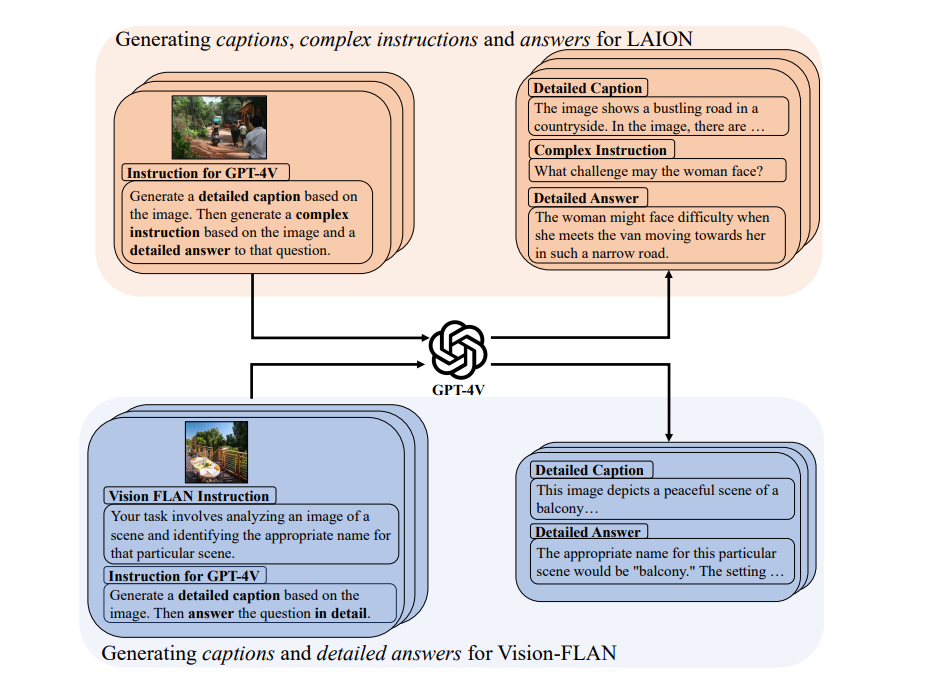 Generating captions, complex instructions and answers for LAION
Instruction for GPT-4V
Generate a detailed caption based on
the image. Then generate a complex
instruction based on the image and a
detailed answer to that question.
Detailed Caption
The image shows a bustling road in a
countryside. In the image, there are …
Complex Instruction
What challenge may the woman face?
Detailed Answer
The woman might face difficulty when
she meets the van moving towards her
in such a narrow road.
GPT-4V
Vision FLAN Instruction
Your task involves analyzing an image of a
scene and identifying the appropriate name for
that particular scene.
Instruction for GPT-4V
Generate a detailed caption based on the
image. Then answer the question in detail.
Detailed Caption
This image depicts a peaceful scene of a
balcony…
Detailed Answer
The appropriate name for this particular
scene would be "balcony." The setting …
Generating captions and detailed answers for Vision-FLAN